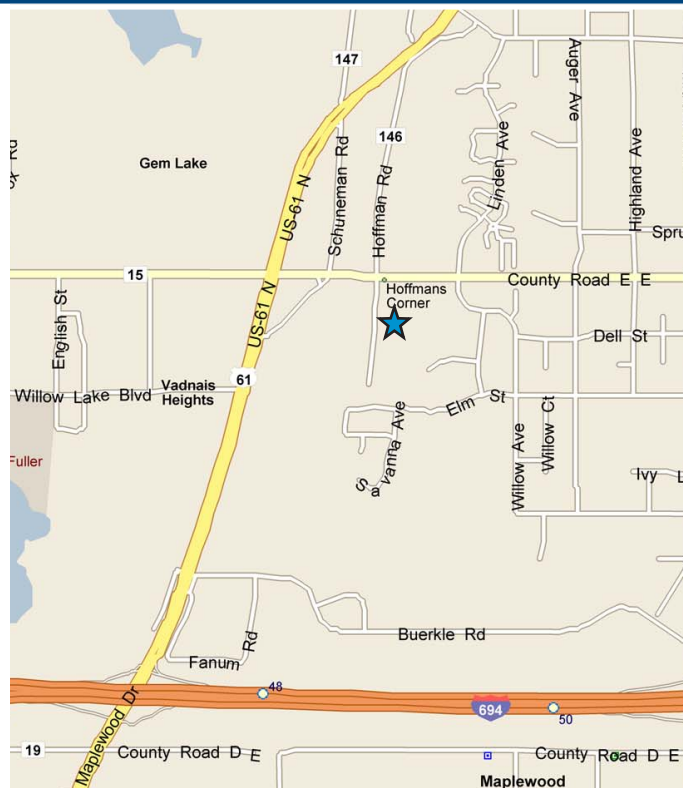 147
146
Auger Ave
Linden Ave
Highland Ave
Gem Lake
Schuneman Rd
Hoffman Rd
US-61 N
Spru
15
County Road E E
Hoffmans
Corner
English St
US-61 N
Dell St
61
Vadnais
Heights
Willow Lake Blvd
Elm St
Savanna Ave
Willow Ave
Willow Ct
Fuller
Ivy L
Buerkle Rd
Fanum Rd
48
694
50
Maplewood Dr
19
County Road D E
County Road D E
Maplewood